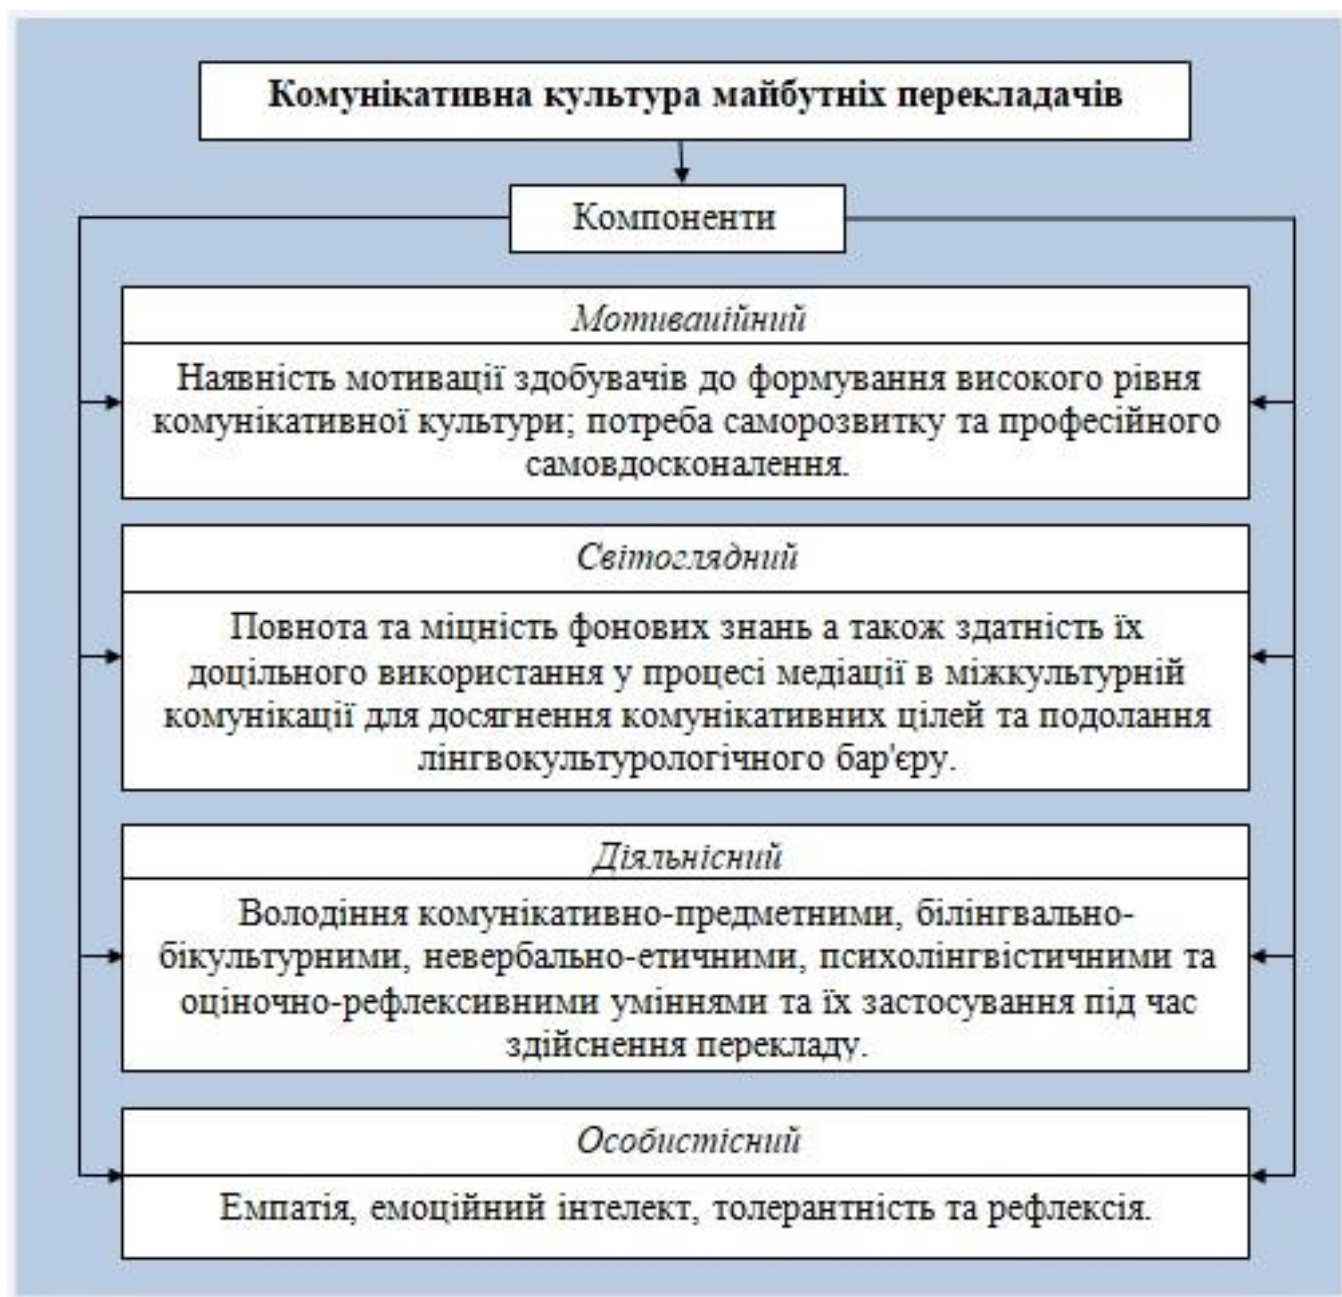 Комунікативна культура майбутніх перекладачів
Компоненти
Мотиваційний
Наявність мотивації здобувачів до формування високого рівня
комунікативної культури; потреба саморозвитку та професійного
самовдосконалення.
Світоглядний
Повнота та міцність фонових знань а також здатність їх
доцільного використання у процесі медіації в міжкультурній
комунікації для досягнення комунікативних цілей та подолання
лінгвокультурологічного бар'єру.
Діяльнісний
Володіння комунікативно-предметними, білінгвально-
бікультурними, невербально-етичними, психолінгвістичними та
оціночно-рефлексивними уміннями та їх застосування під час
здійснення перекладу.
Особистісний
Емпатія, емоційний інтелект, толерантність та рефлексія.